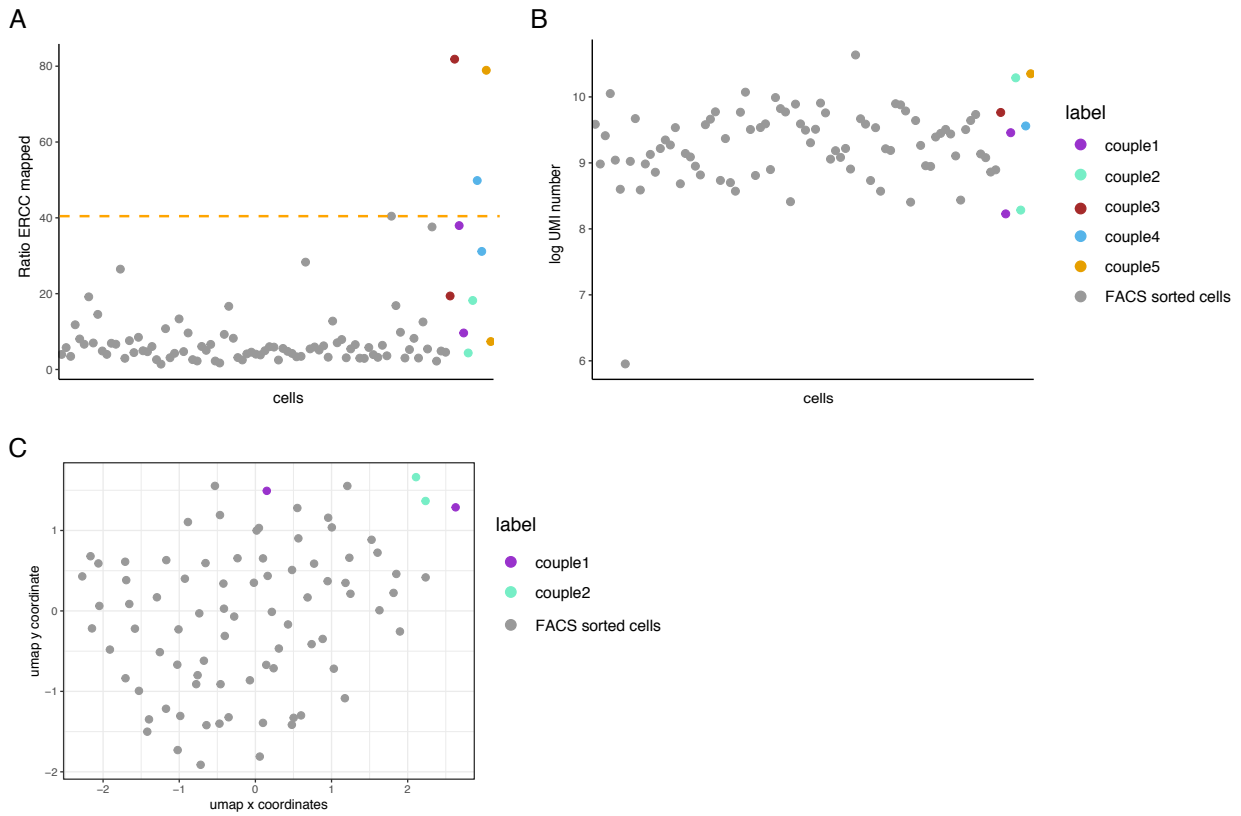 A
B
80
60
40
20
0
Ratio ERCC mapped
cells
10
9
8
7
6
log UMI number
cells
label
couple1
couple2
couple3
couple4
couple5
FACS sorted cells
C
1
0
−1
−2
umap y coordinate
−2
−1
0
1
2
umap x coordinates
label
couple1
couple2
FACS sorted cells